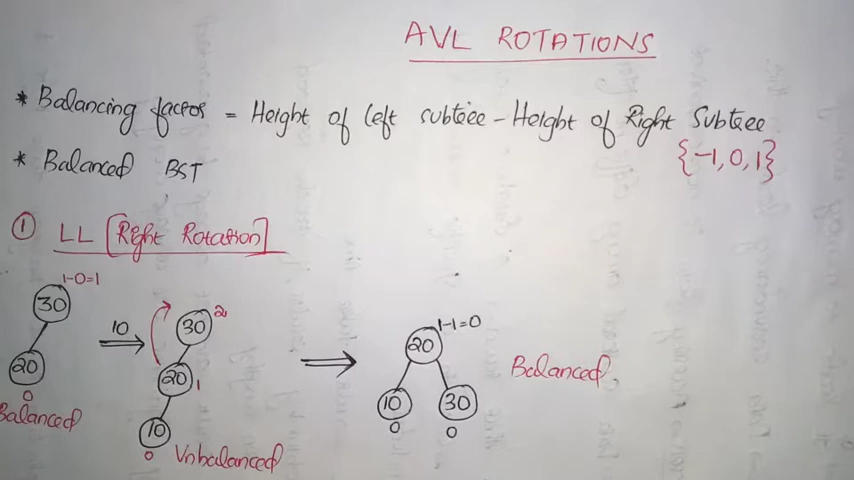 AVL ROTATIONS
* Balancing factor = Height of left subtree - Height of Right Subtree
{-1, 0, 1}
* Balanced BST
① LL [Right Rotation]
1-0=1
30
20
0
Balanced
10
30
2
20
1
10
0
Unbalanced
1-1=0
20
10
30
0
0
Balanced.